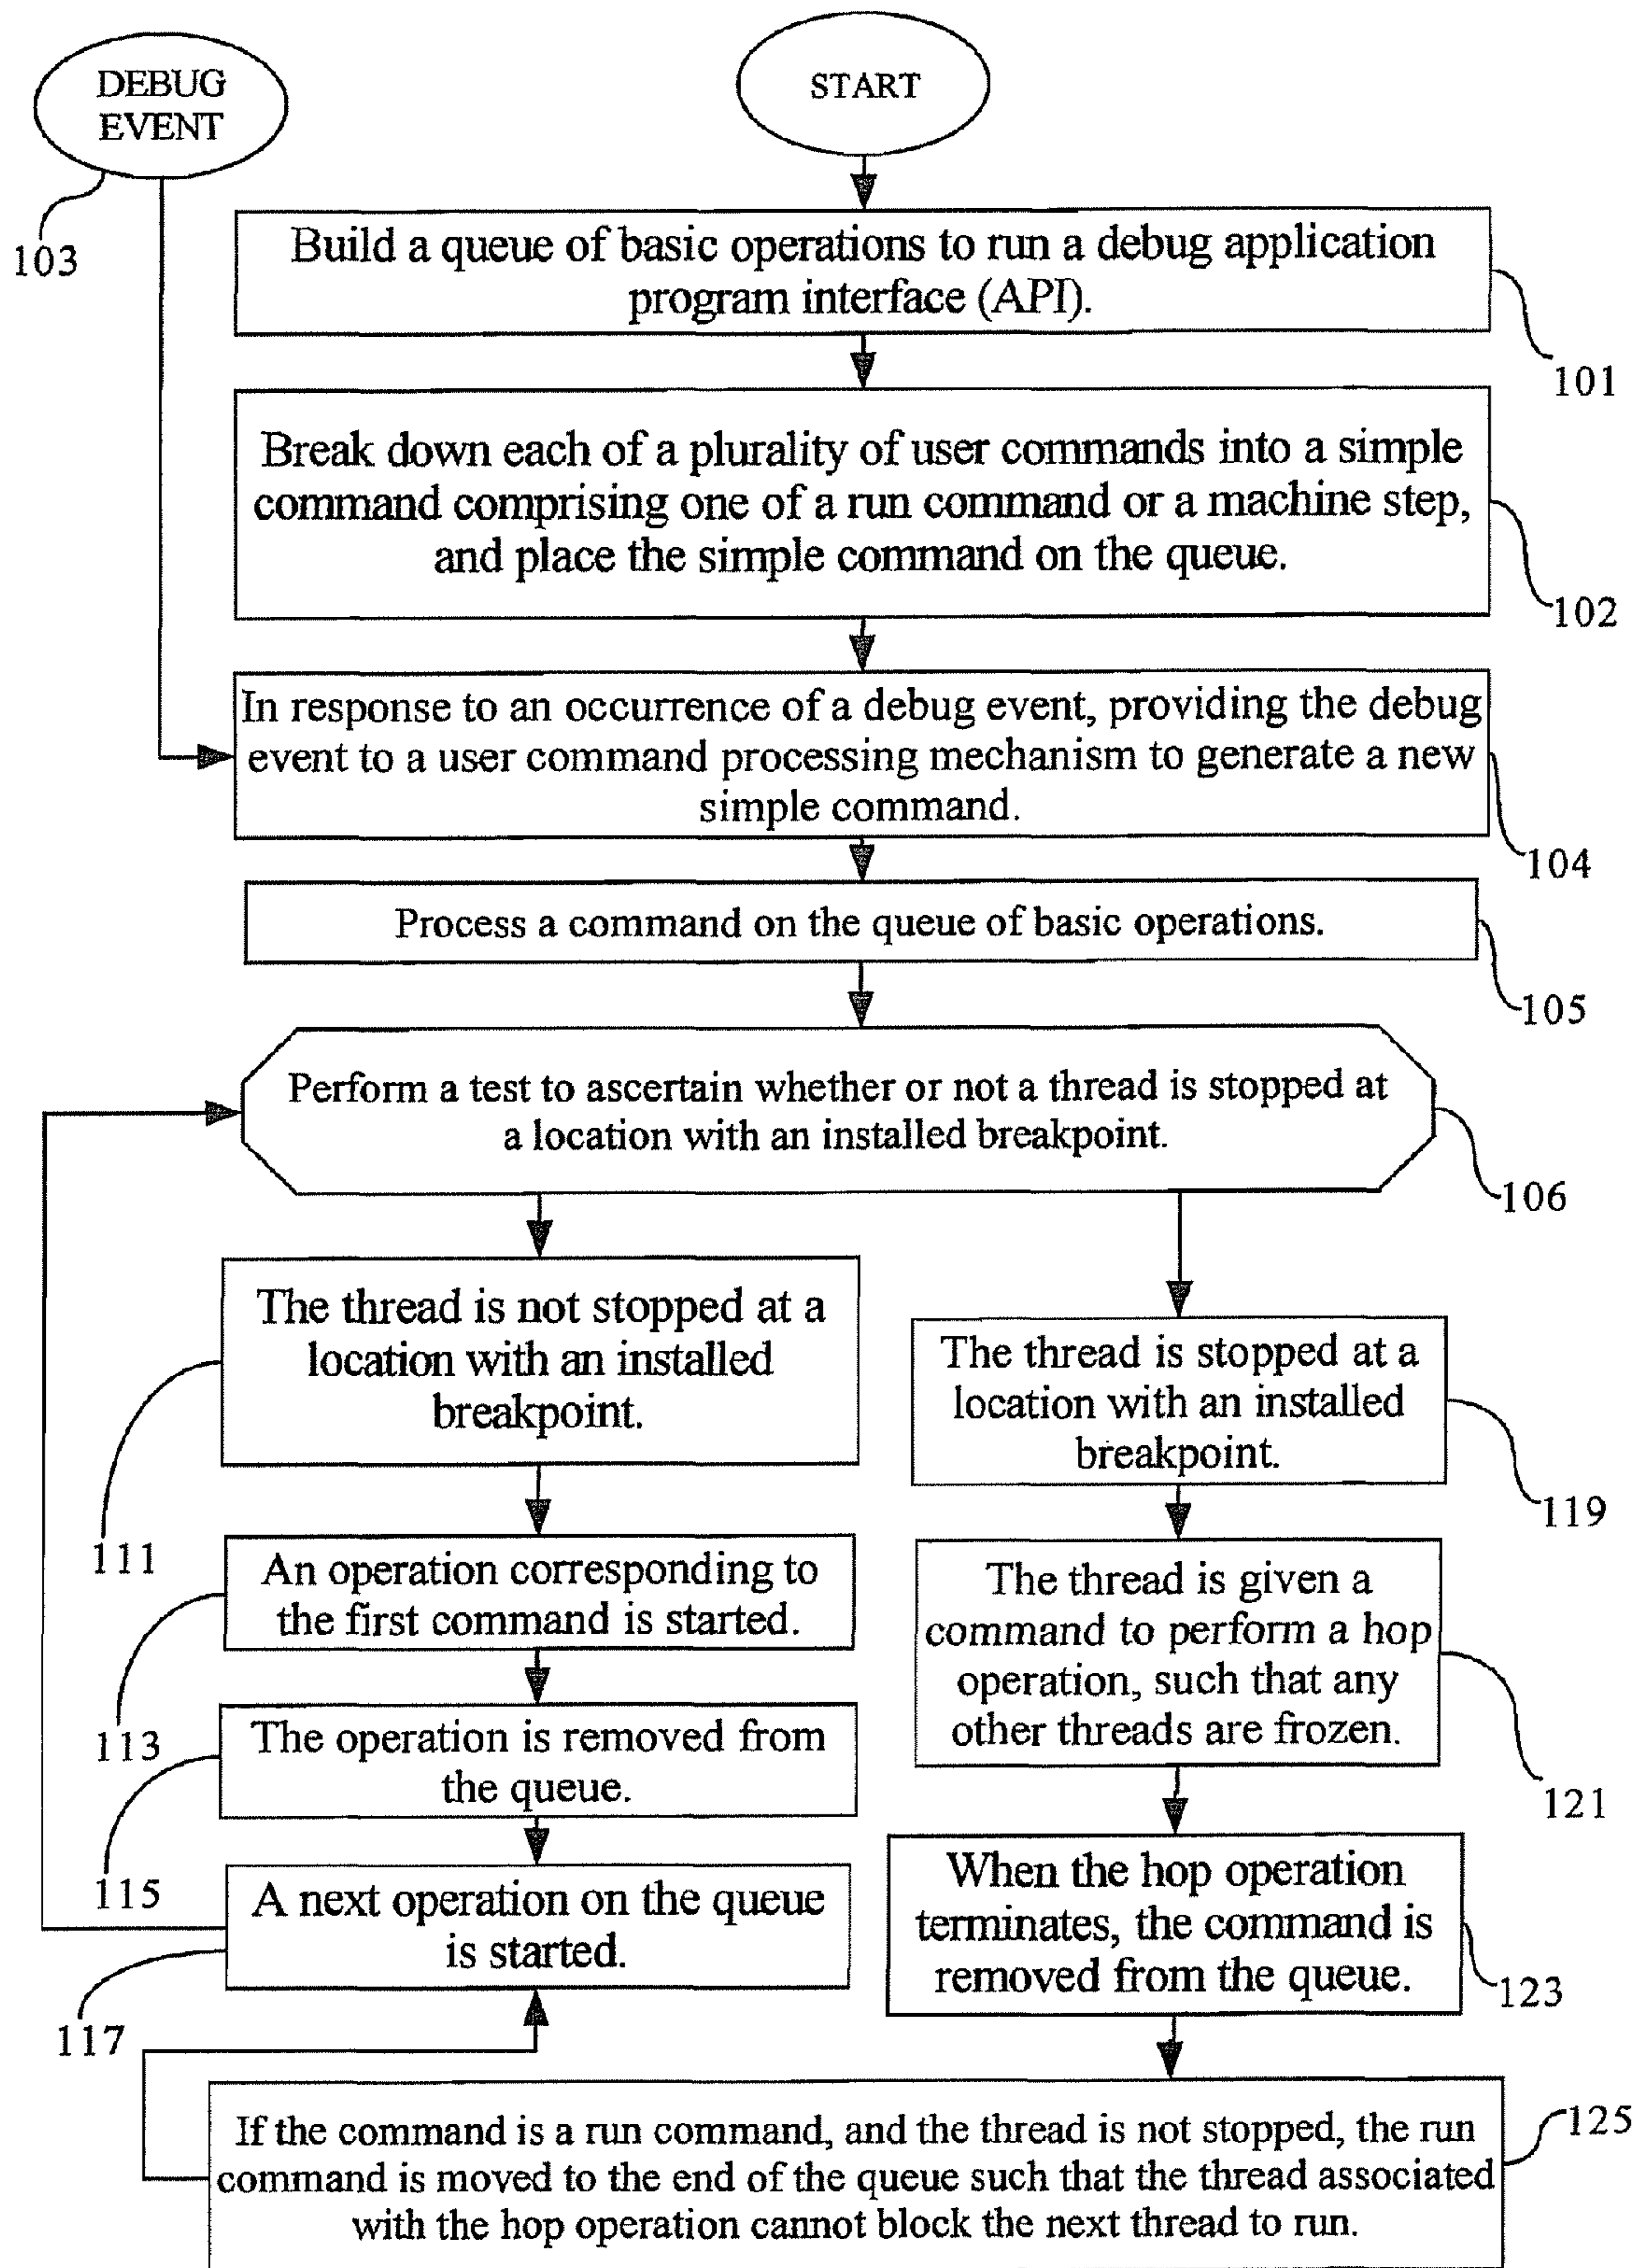 DEBUG
EVENT
103
START
Build a queue of basic operations to run a debug application
program interface (API).
101
Break down each of a plurality of user commands into a simple
command comprising one of a run command or a machine step,
and place the simple command on the queue.
102
In response to an occurrence of a debug event, providing the debug
event to a user command processing mechanism to generate a new
simple command.
104
Process a command on the queue of basic operations.
105
Perform a test to ascertain whether or not a thread is stopped at
a location with an installed breakpoint.
106
The thread is not stopped at a
location with an installed
breakpoint.
111
An operation corresponding to
the first command is started.
113
The operation is removed from
the queue.
115
A next operation on the queue
is started.
117
The thread is stopped at a
location with an installed
breakpoint.
119
The thread is given a
command to perform a hop
operation, such that any
other threads are frozen.
121
When the hop operation
terminates, the command is
removed from the queue.
123
If the command is a run command, and the thread is not stopped, the run
command is moved to the end of the queue such that the thread associated
with the hop operation cannot block the next thread to run.
125